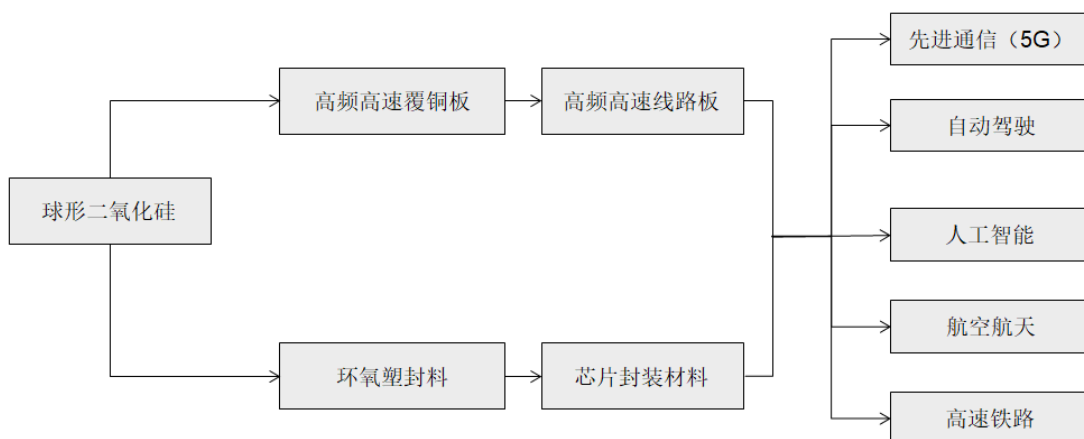 先进通信（5G）
高频高速覆铜板
高频高速线路板
自动驾驶
球形二氧化硅
人工智能
航空航天
环氧塑封料
芯片封装材料
高速铁路